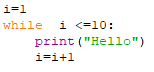 i=1
while  i <=10:
    print("Hello")
    i=i+1